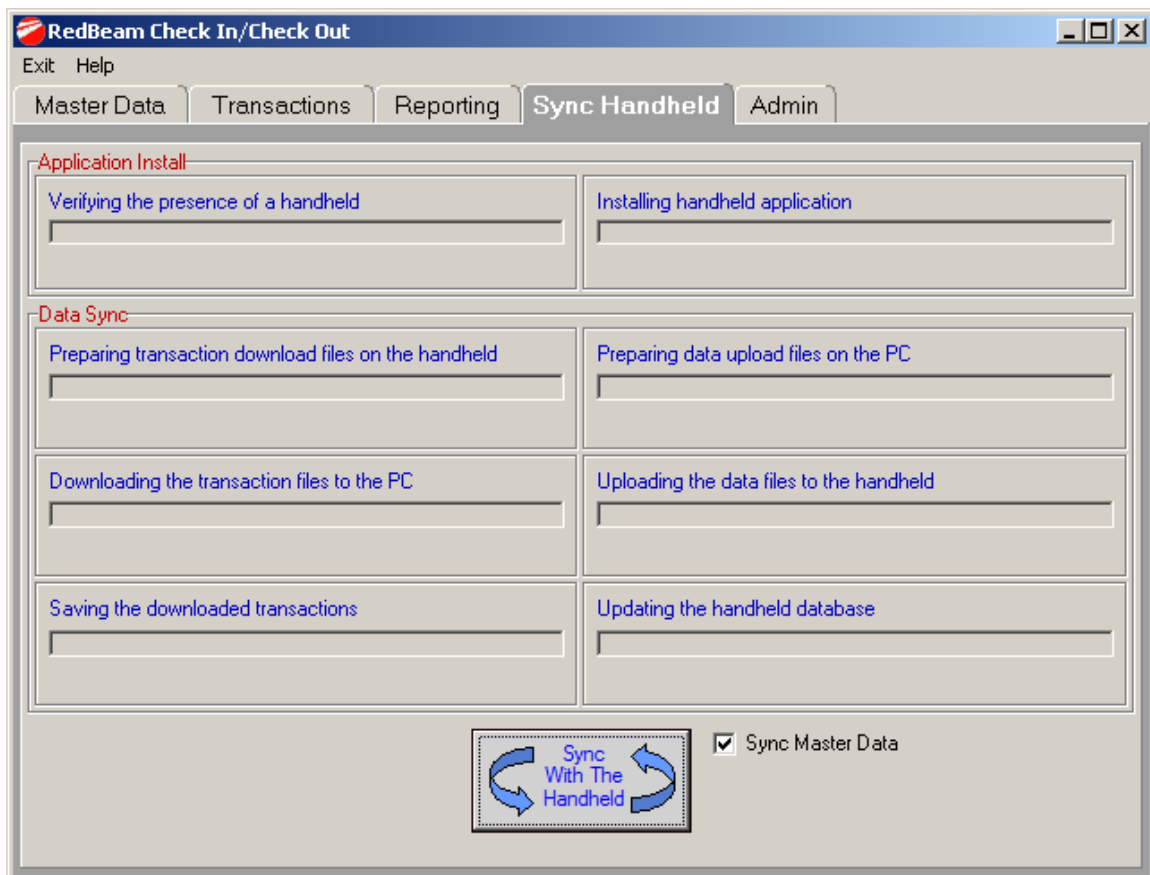 RedBeam Check In/Check Out
Exit Help
Master Data Transactions Reporting Sync Handheld Admin
Application Install
Verifying the presence of a handheld Installing handheld application
Data Sync
Preparing transaction download files on the handheld Preparing data upload files on the PC
Downloading the transaction files to the PC Uploading the data files to the handheld
Saving the downloaded transactions Updating the handheld database
Sync
With The
Handheld
Sync Master Data